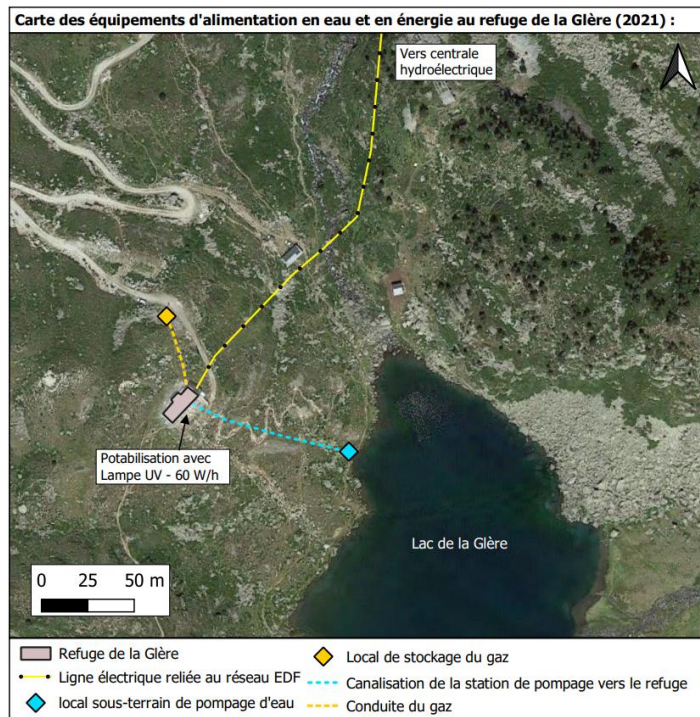 Carte des équipements d'alimentation en eau et en énergie au refuge de la Glère (2021) :
Vers centrale
hydroélectrique
Potabilisation avec
Lampe UV - 60 W/h
Lac de la Glère
0 25 50 m
Refuge de la Glère
Ligne électrique reliée au réseau EDF
local sous-terrain de pompage d'eau
Local de stockage du gaz
Canalisation de la station de pompage vers le refuge
Conduite du gaz